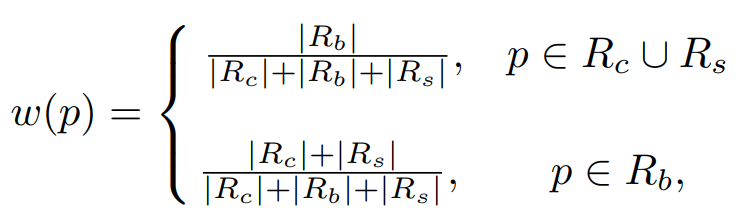 w(p) = { |R_b| / (|R_c|+|R_b|+|R_s|), p ∈ R_c ∪ R_s
(|R_c|+|R_s|) / (|R_c|+|R_b|+|R_s|), p ∈ R_b,